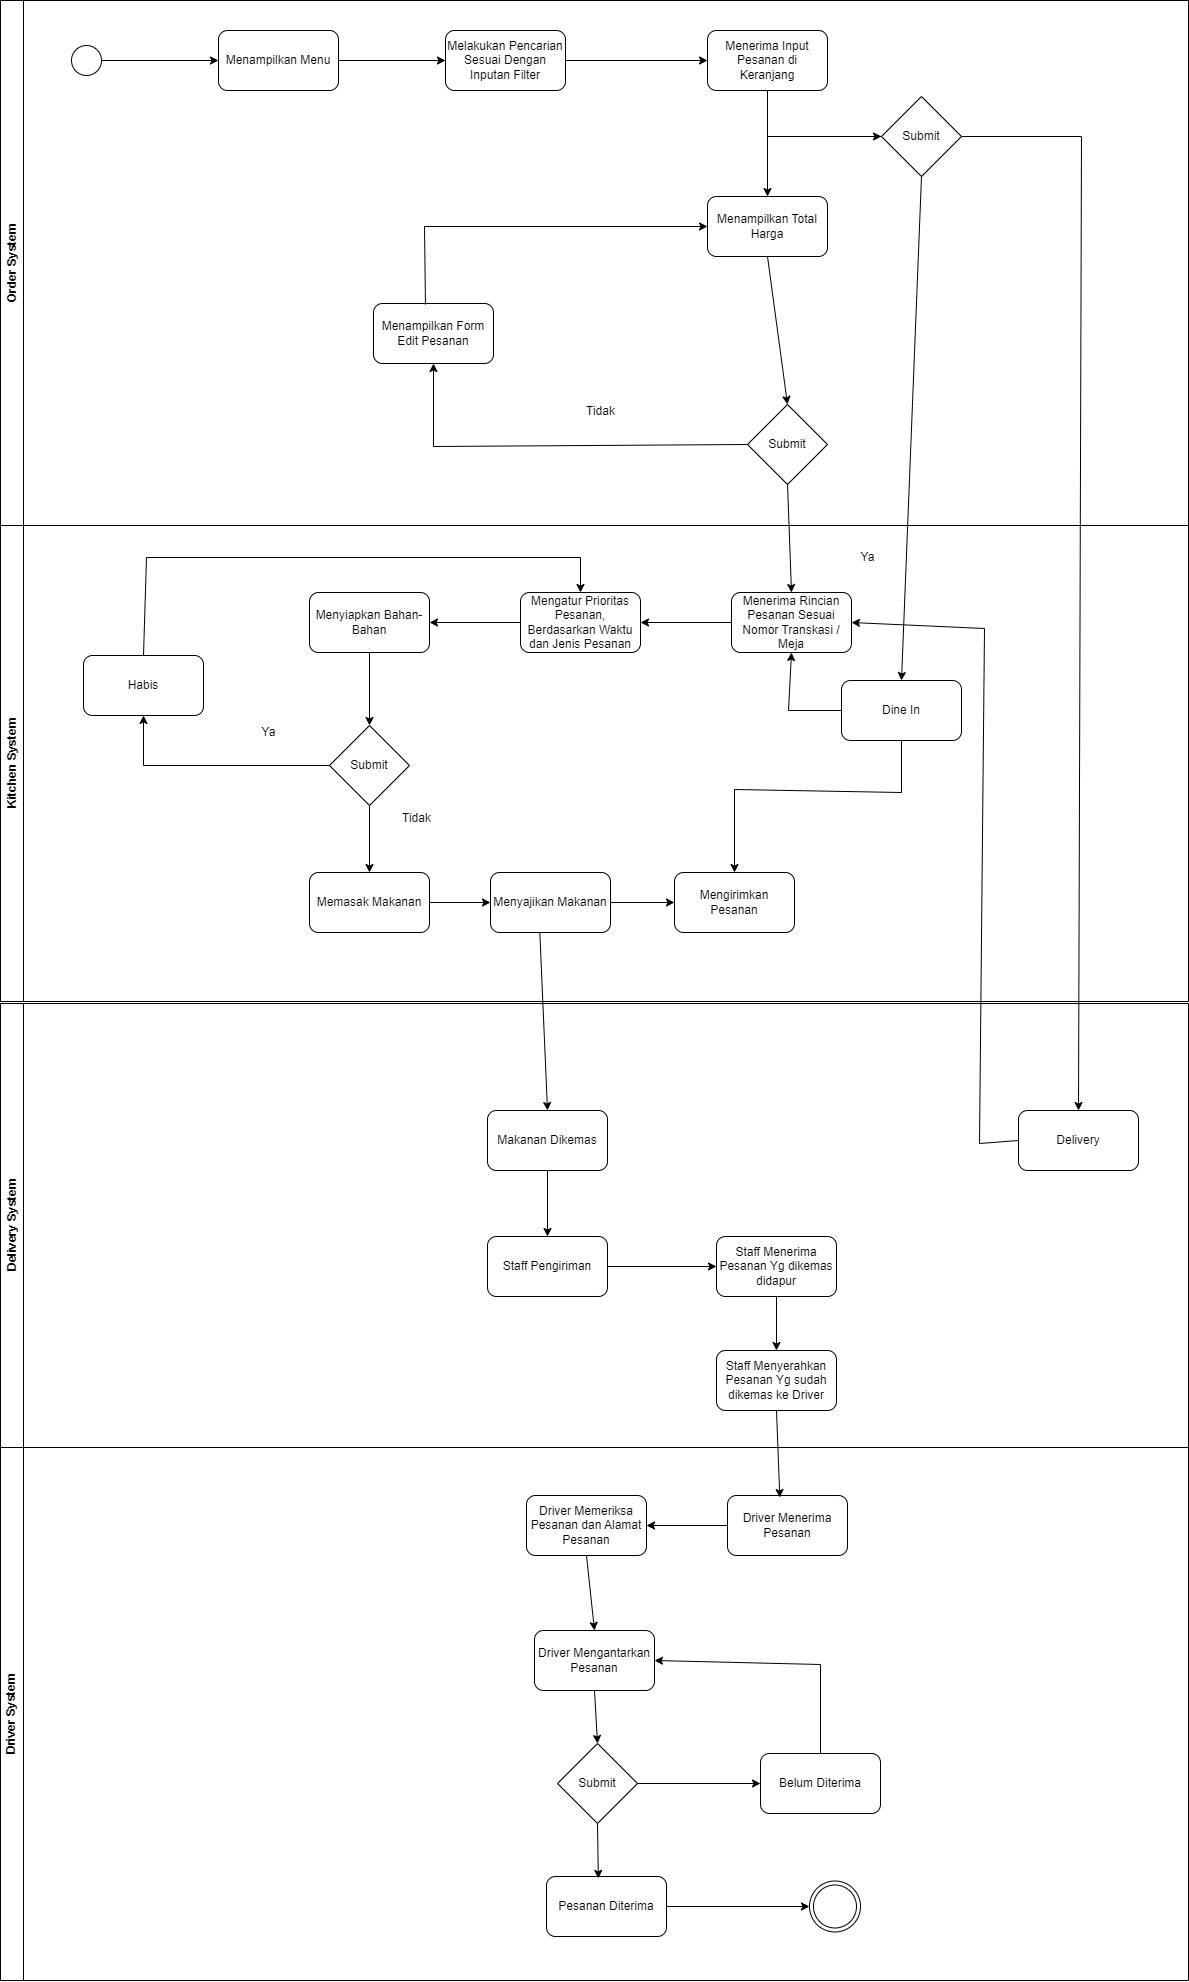 Order System
Menampilkan Menu
Melakukan Pencarian
Sesuai Dengan
Inputan Filter
Menerima Input
Pesanan di
Keranjang
Submit
Menampilkan Total
Harga
Menampilkan Form
Edit Pesanan
Tidak
Submit
Kitchen System
Ya
Menyiapkan Bahan-
Bahan
Mengatur Prioritas
Pesanan,
Berdasarkan Waktu
dan Jenis Pesanan
Menerima Rincian
Pesanan Sesuai
Nomor Transkasi /
Meja
Habis
Dine In
Ya
Submit
Tidak
Memasak Makanan
Menyajikan Makanan
Mengirimkan
Pesanan
Delivery System
Makanan Dikemas
Delivery
Staff Pengiriman
Staff Menerima
Pesanan Yg dikemas
didapur
Staff Menyerahkan
Pesanan Yg sudah
dikemas ke Driver
Driver System
Driver Memeriksa
Pesanan dan Alamat
Pesanan
Driver Menerima
Pesanan
Driver Mengantarkan
Pesanan
Submit
Belum Diterima
Pesanan Diterima